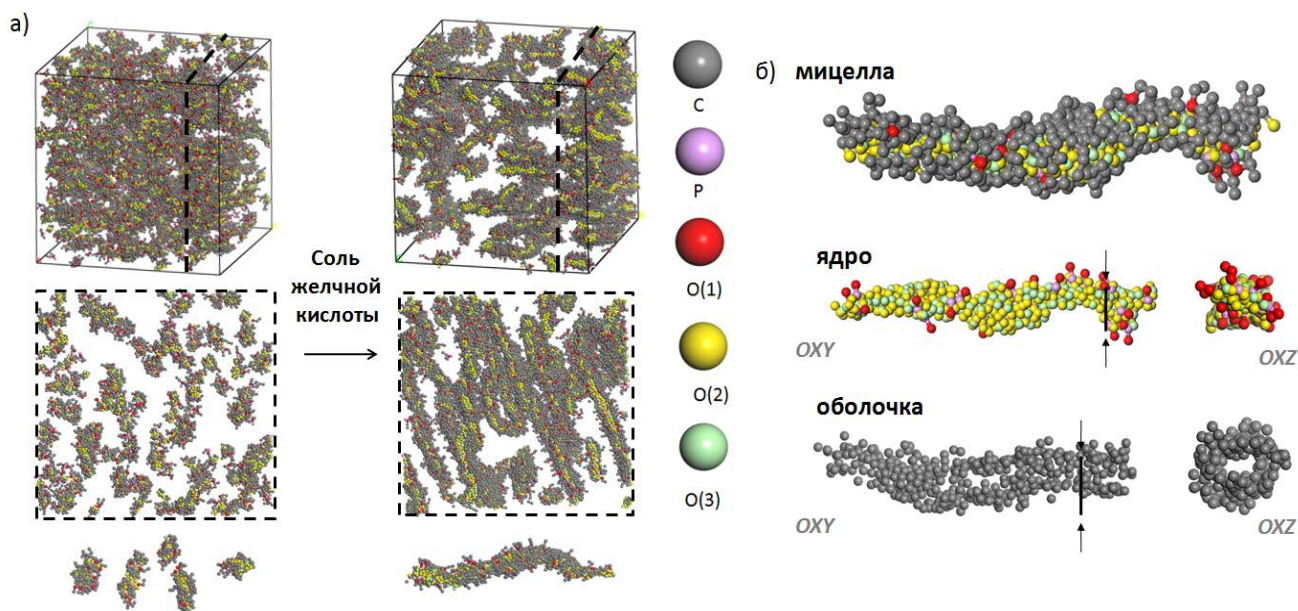 а)
Соль
желчной
кислоты
C
P
O(1)
O(2)
O(3)
б) мицелла
ядро
OXY
OXZ
оболочка
OXY
OXZ